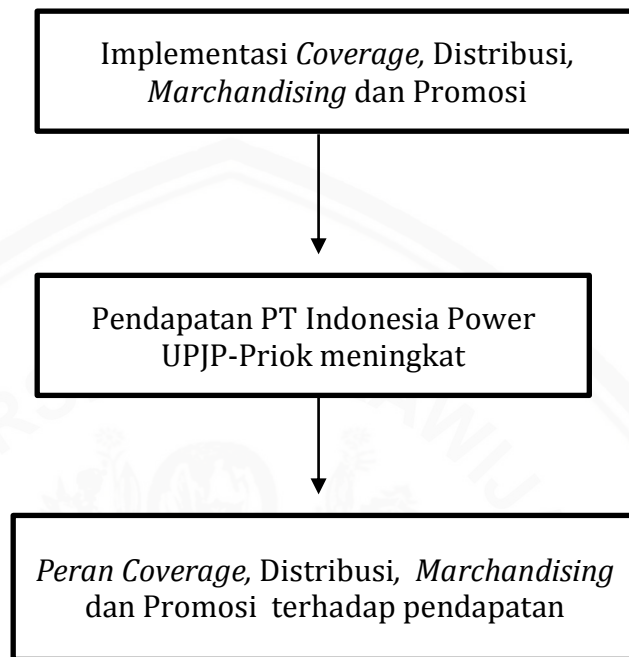 Implementasi Coverage, Distribusi,
Marchandising dan Promosi
Pendapatan PT Indonesia Power
UPJP-Priok meningkat
Peran Coverage, Distribusi, Marchandising
dan Promosi terhadap pendapatan